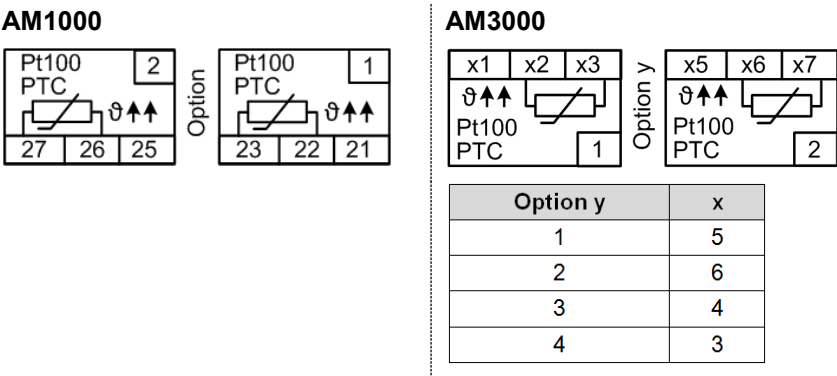 AM1000
Pt100 2
PTC
ϑ
27 26 25
Option
Pt100 1
PTC
ϑ
23 22 21
AM3000
x1 x2 x3
ϑ
Pt100
PTC 1
Option y
x5 x6 x7
ϑ
Pt100
PTC 2
Option y x
1 5
2 6
3 4
4 3